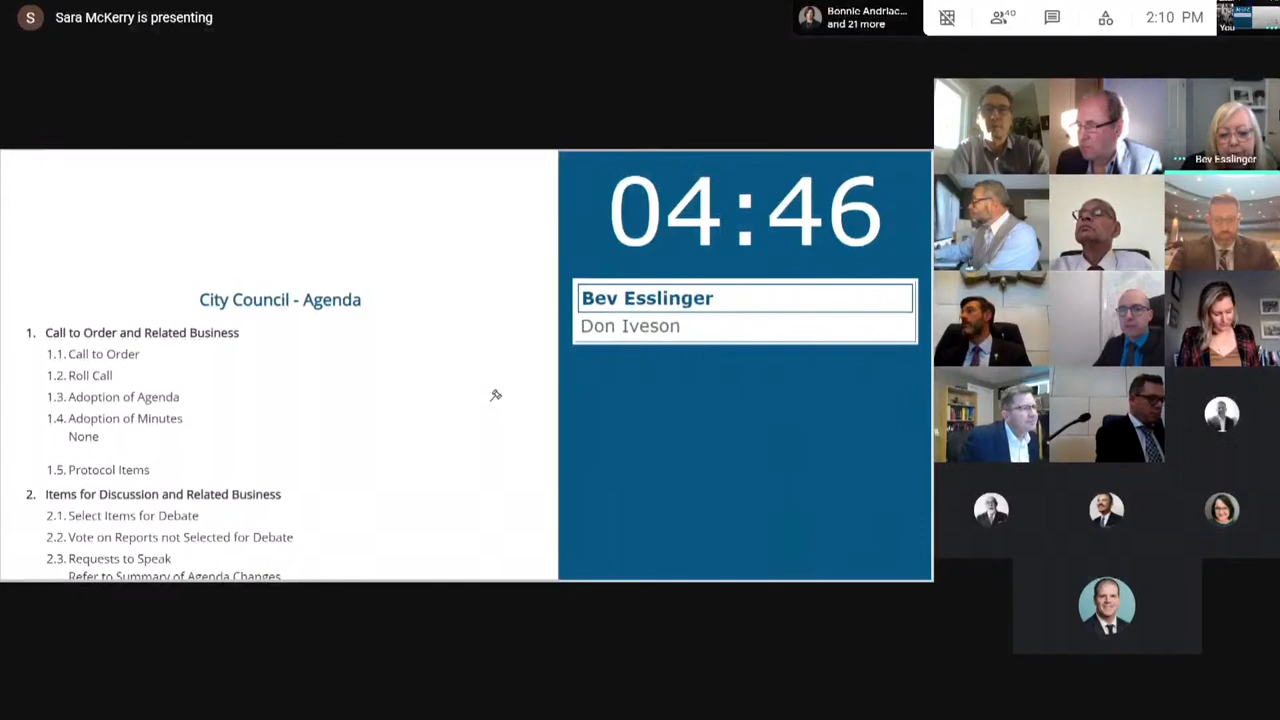 S
Sara McKerry is presenting
Bonnie Andriac...
and 21 more
40
2:10 PM
You
Bev Esslinger
City Council - Agenda
1. Call to Order and Related Business
1.1. Call to Order
1.2. Roll Call
1.3. Adoption of Agenda
1.4. Adoption of Minutes
None
1.5. Protocol Items
2. Items for Discussion and Related Business
2.1. Select Items for Debate
2.2. Vote on Reports not Selected for Debate
2.3. Requests to Speak
Refer to Summary of Agenda Changes
04:46
Bev Esslinger
Don Iveson